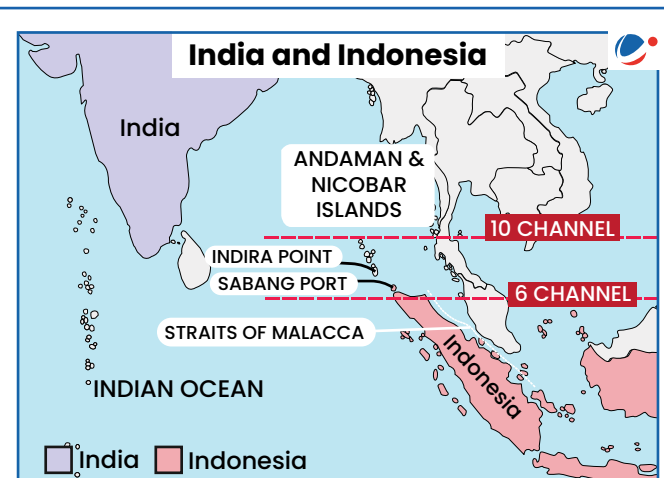 India and Indonesia
India
ANDAMAN &
NICOBAR
ISLANDS
10 CHANNEL
INDIRA POINT
SABANG PORT
6 CHANNEL
STRAITS OF MALACCA
Indonesia
INDIAN OCEAN
India
Indonesia